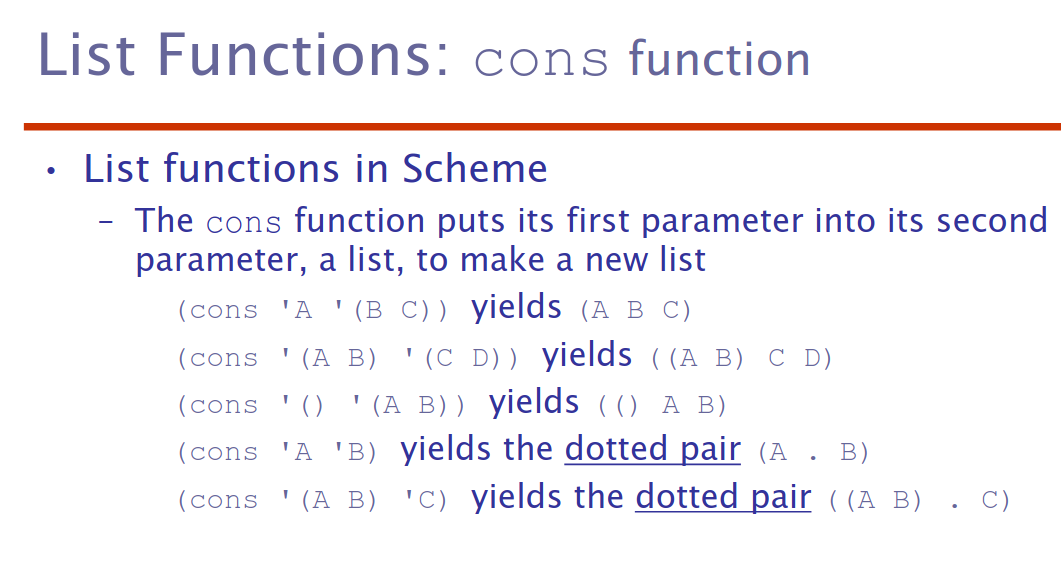 List Functions: cons function
• List functions in Scheme
– The cons function puts its first parameter into its second
parameter, a list, to make a new list
(cons 'A '(B C)) yields (A B C)
(cons '(A B) '(C D)) yields ((A B) C D)
(cons '() '(A B)) yields (() A B)
(cons 'A 'B) yields the dotted pair (A . B)
(cons '(A B) 'C) yields the dotted pair ((A B) . C)